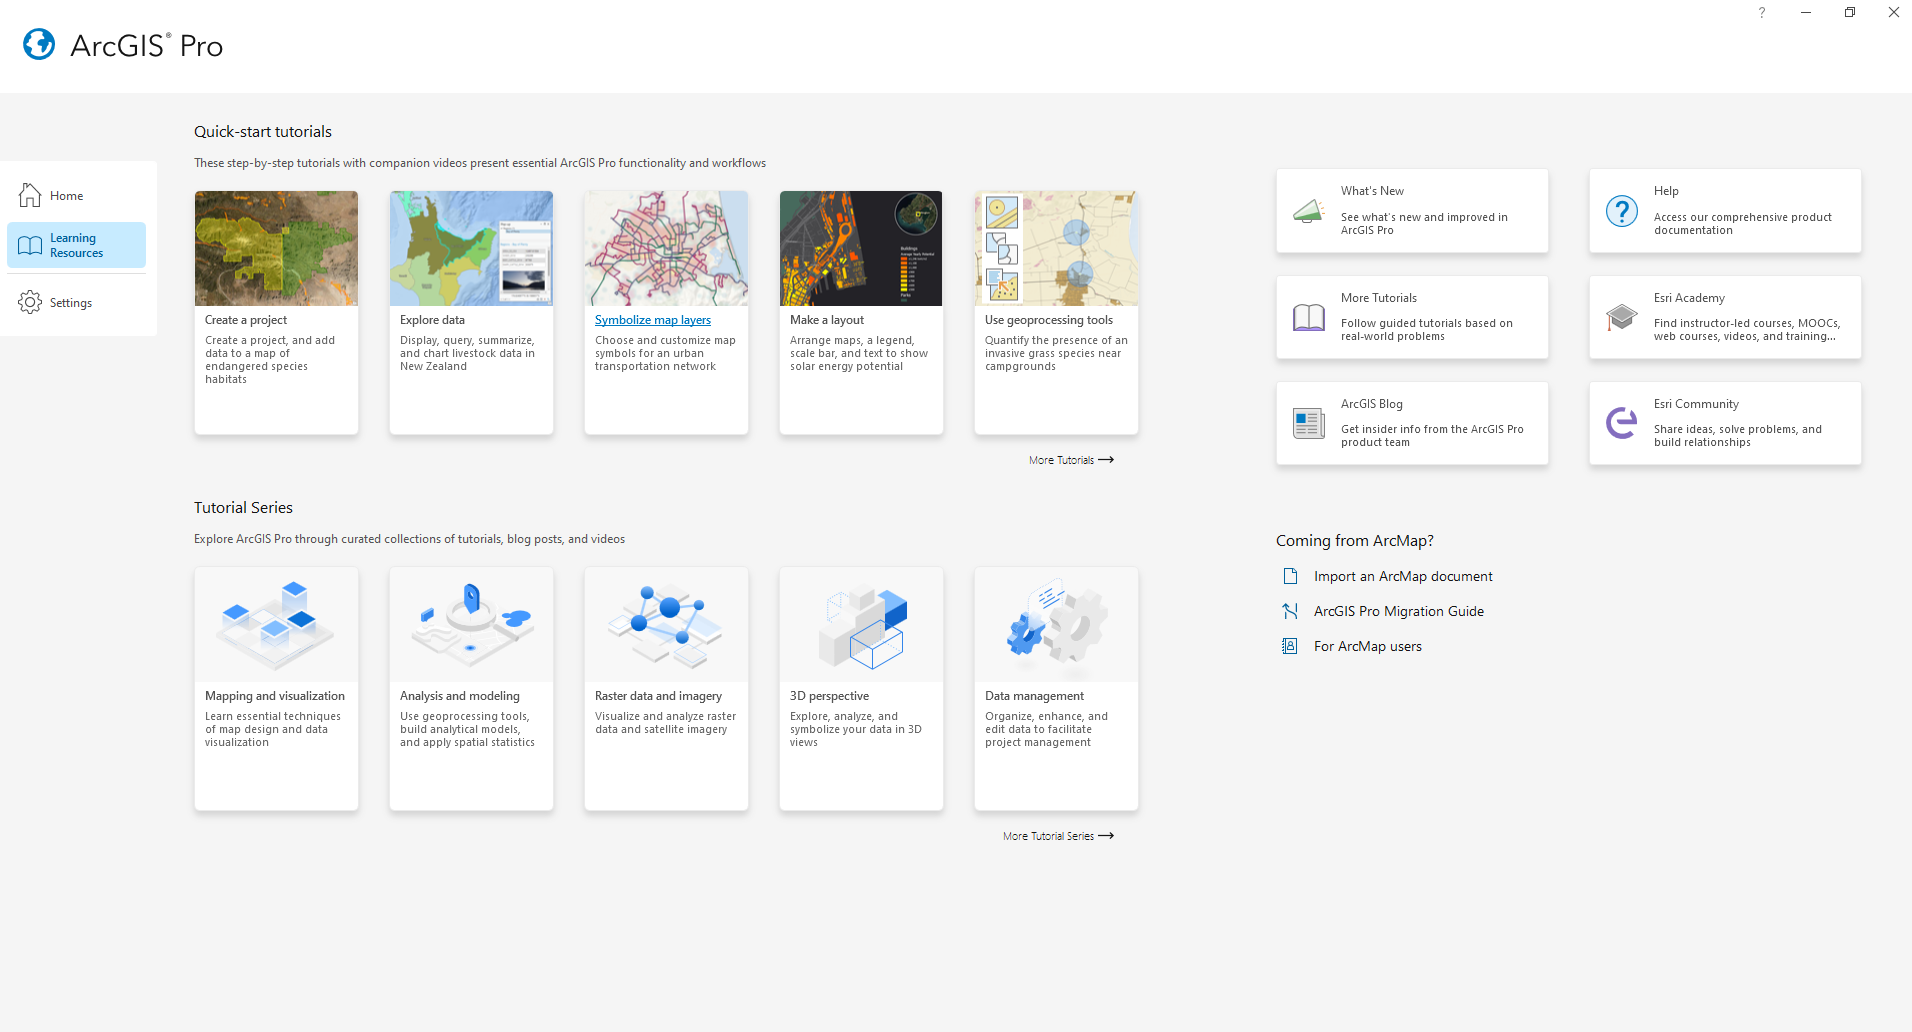 ?
ArcGIS® Pro
Home
Learning
Resources
Settings
Quick-start tutorials
These step-by-step tutorials with companion videos present essential ArcGIS Pro functionality and workflows
Create a project
Create a project, and add
data to a map of
endangered species
habitats
Explore data
Display, query, summarize,
and chart livestock data in
New Zealand
Symbolize map layers
Choose and customize map
symbols for an urban
transportation network
Make a layout
Arrange maps, a legend,
scale bar, and text to show
solar energy potential
Use geoprocessing tools
Quantify the presence of an
invasive grass species near
campgrounds
More Tutorials
Tutorial Series
Explore ArcGIS Pro through curated collections of tutorials, blog posts, and videos
Mapping and visualization
Learn essential techniques
of map design and data
visualization
Analysis and modeling
Use geoprocessing tools,
build analytical models,
and apply spatial statistics
Raster data and imagery
Visualize and analyze raster
data and satellite imagery
3D perspective
Explore, analyze, and
symbolize your data in 3D
views
Data management
Organize, enhance, and
edit data to facilitate
project management
More Tutorial Series
What's New
See what's new and improved in
ArcGIS Pro
Help
Access our comprehensive product
documentation
More Tutorials
Follow guided tutorials based on
real-world problems
Esri Academy
Find instructor-led courses, MOOCs,
web courses, videos, and training...
ArcGIS Blog
Get insider info from the ArcGIS Pro
product team
Esri Community
Share ideas, solve problems, and
build relationships
Coming from ArcMap?
Import an ArcMap document
ArcGIS Pro Migration Guide
For ArcMap users